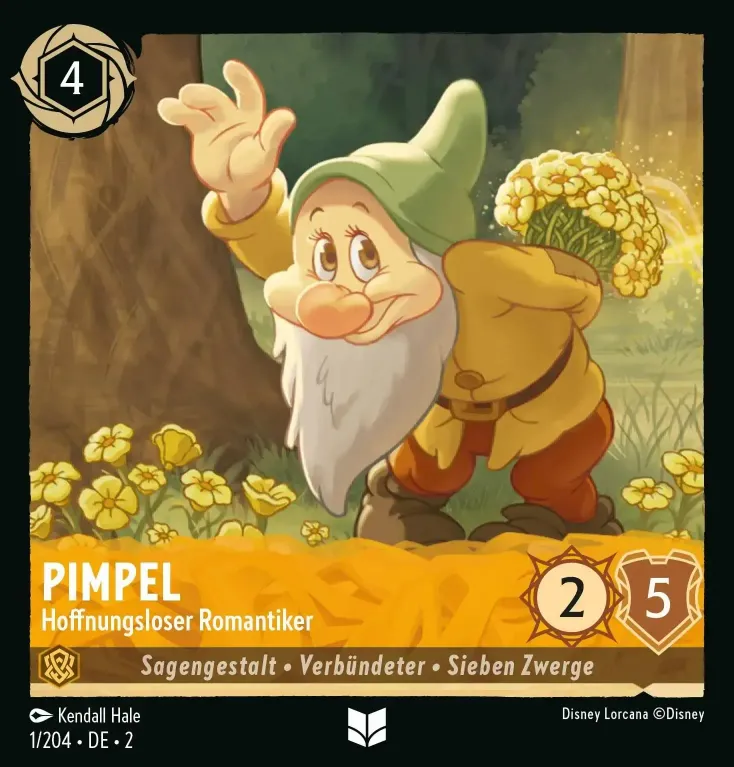 4
PIMPEL
Hoffnungsloser Romantiker
2
5
Sagengestalt • Verbündeter • Sieben Zwerge
Kendall Hale
Disney Lorcana ©Disney
1/204 • DE • 2